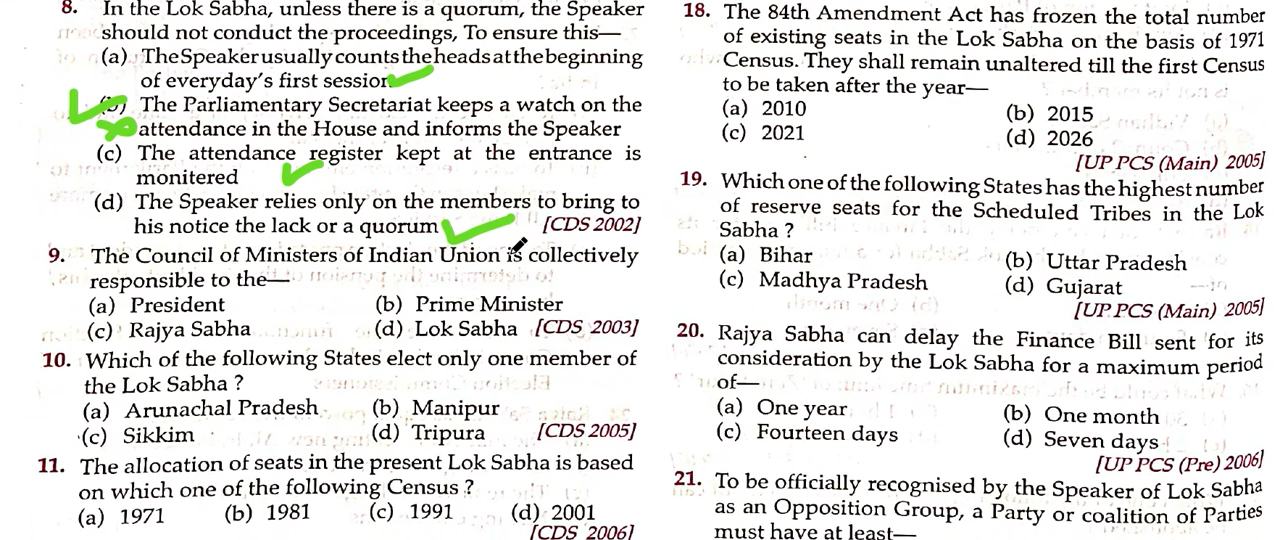 8. In the Lok Sabha, unless there is a quorum, the Speaker
should not conduct the proceedings, To ensure this—
(a) The Speaker usually counts the heads at the beginning
of everyday's first session
(b) The Parliamentary Secretariat keeps a watch on the
attendance in the House and informs the Speaker
(c) The attendance register kept at the entrance is
monitered
(d) The Speaker relies only on the members to bring to
his notice the lack or a quorum [CDS 2002]
9. The Council of Ministers of Indian Union is collectively
responsible to the—
(a) President (b) Prime Minister
(c) Rajya Sabha (d) Lok Sabha [CDS 2003]
10. Which of the following States elect only one member of
the Lok Sabha ?
(a) Arunachal Pradesh (b) Manipur
(c) Sikkim (d) Tripura [CDS 2005]
11. The allocation of seats in the present Lok Sabha is based
on which one of the following Census ?
(a) 1971 (b) 1981 (c) 1991 (d) 2001
[CDS 2006]
18. The 84th Amendment Act has frozen the total number
of existing seats in the Lok Sabha on the basis of 1971
Census. They shall remain unaltered till the first Census
to be taken after the year—
(a) 2010 (b) 2015
(c) 2021 (d) 2026
[UP PCS (Main) 2005]
19. Which one of the following States has the highest number
of reserve seats for the Scheduled Tribes in the Lok
Sabha ?
(a) Bihar (b) Uttar Pradesh
(c) Madhya Pradesh (d) Gujarat
[UP PCS (Main) 2005]
20. Rajya Sabha can delay the Finance Bill sent for its
consideration by the Lok Sabha for a maximum period
of—
(a) One year (b) One month
(c) Fourteen days (d) Seven days
[UP PCS (Pre) 2006]
21. To be officially recognised by the Speaker of Lok Sabha
as an Opposition Group, a Party or coalition of Parties
must have at least—